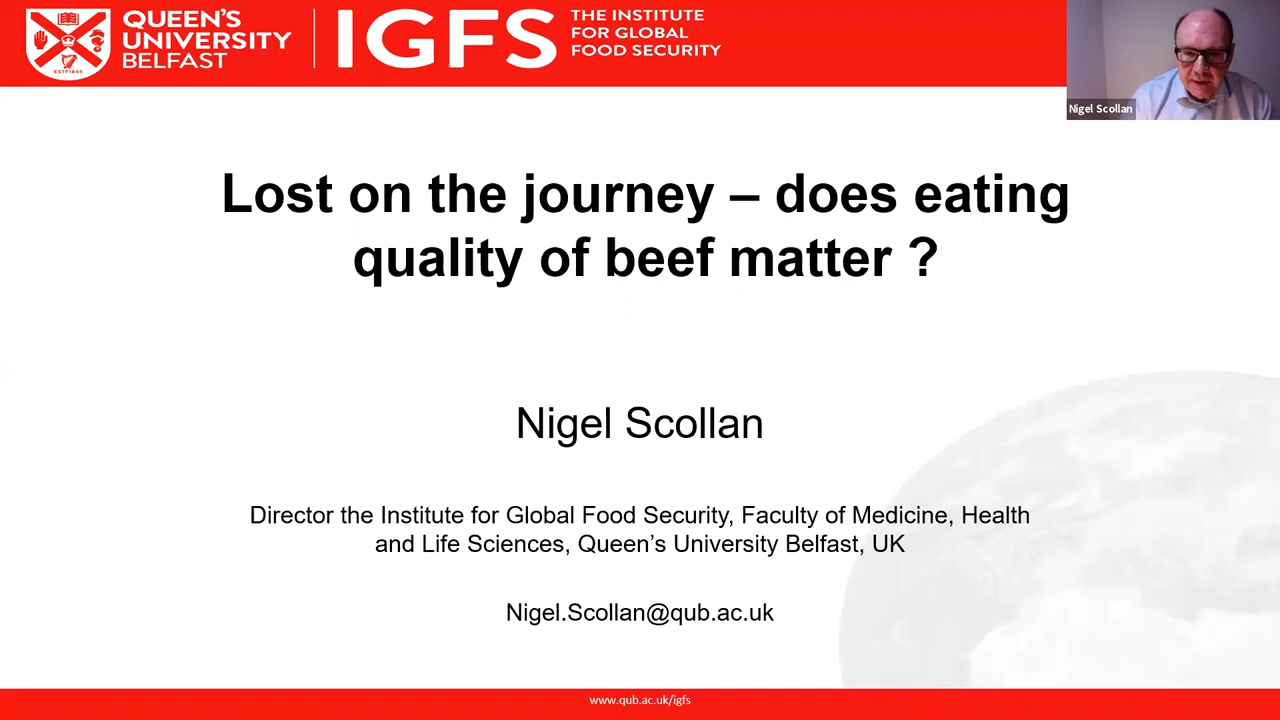 QUEEN'S
UNIVERSITY
BELFAST
ESTD1845
IGFS
THE INSTITUTE
FOR GLOBAL
FOOD SECURITY
Nigel Scollan
Lost on the journey – does eating
quality of beef matter ?
Nigel Scollan
Director the Institute for Global Food Security, Faculty of Medicine, Health
and Life Sciences, Queen’s University Belfast, UK
Nigel.Scollan@qub.ac.uk
www.qub.ac.uk/igfs